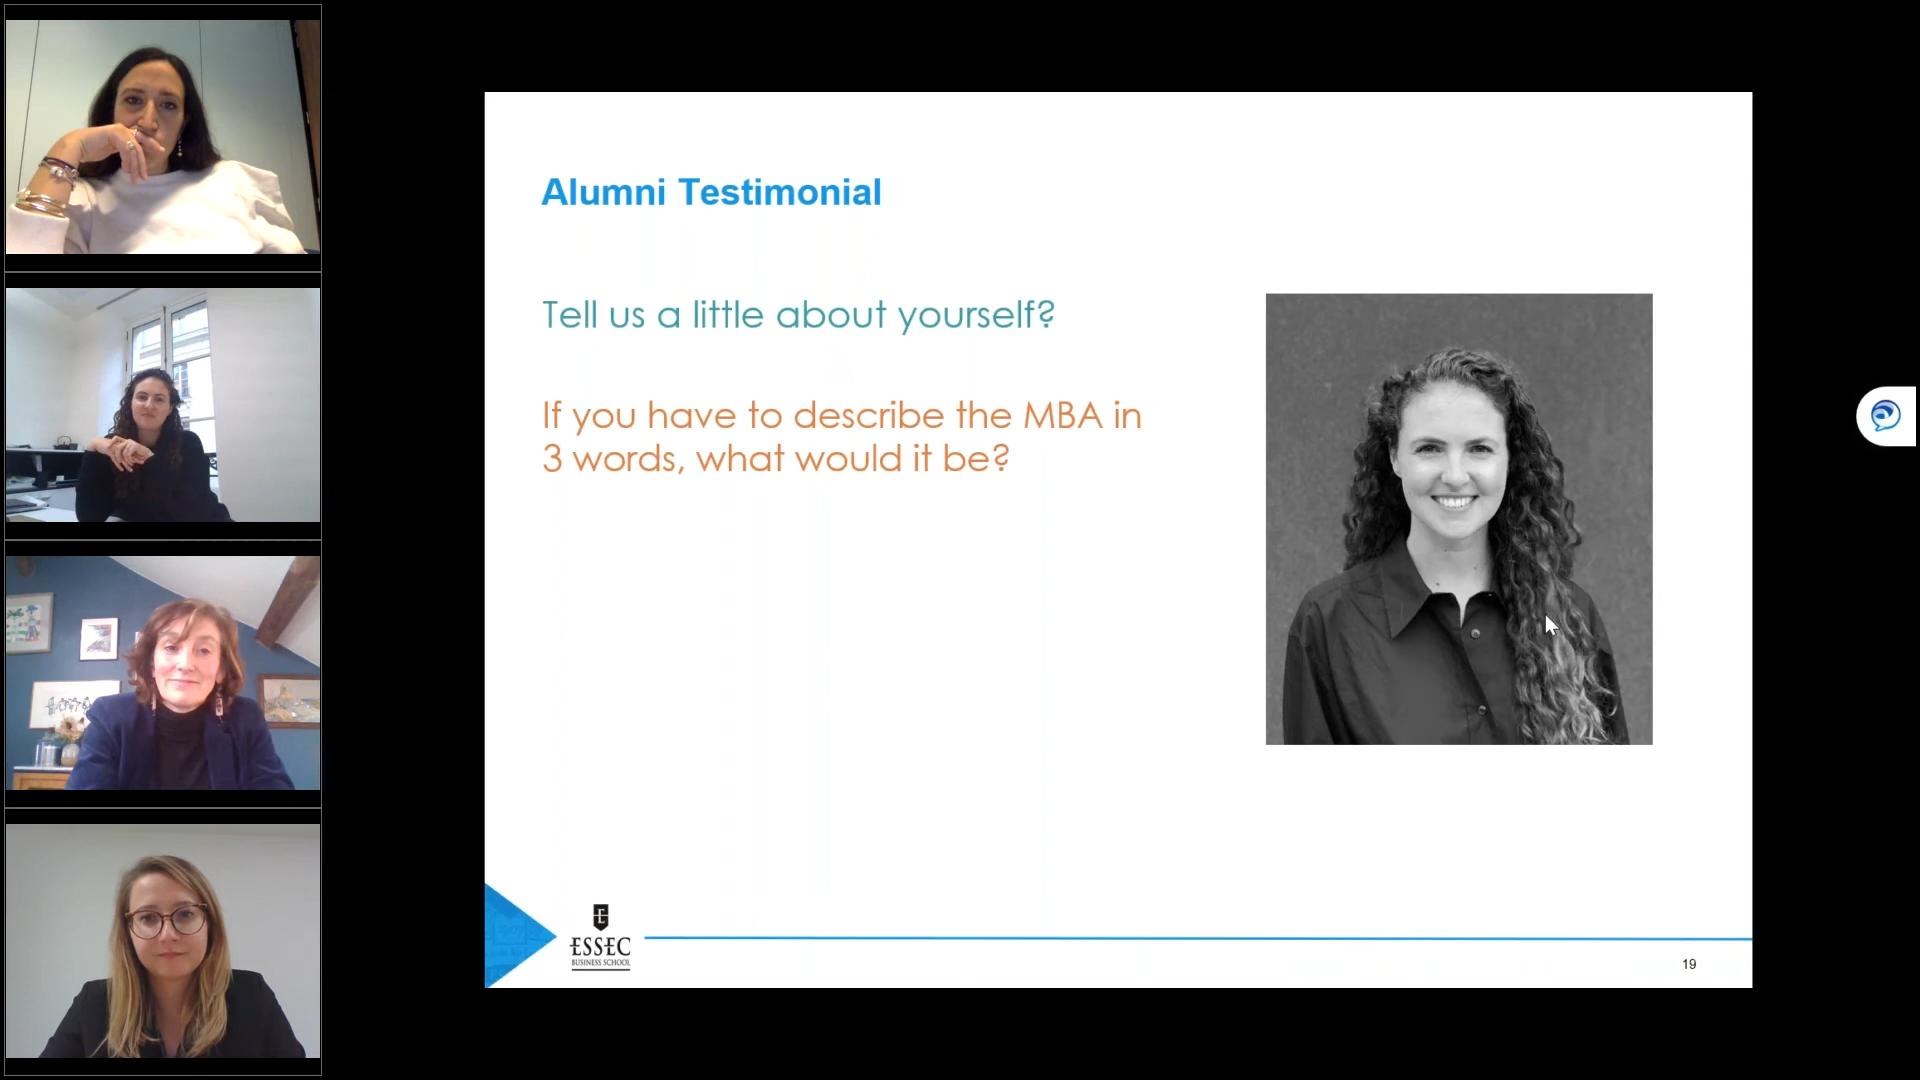 Alumni Testimonial
Tell us a little about yourself?
If you have to describe the MBA in
3 words, what would it be?
ESSEC
BUSINESS SCHOOL
19